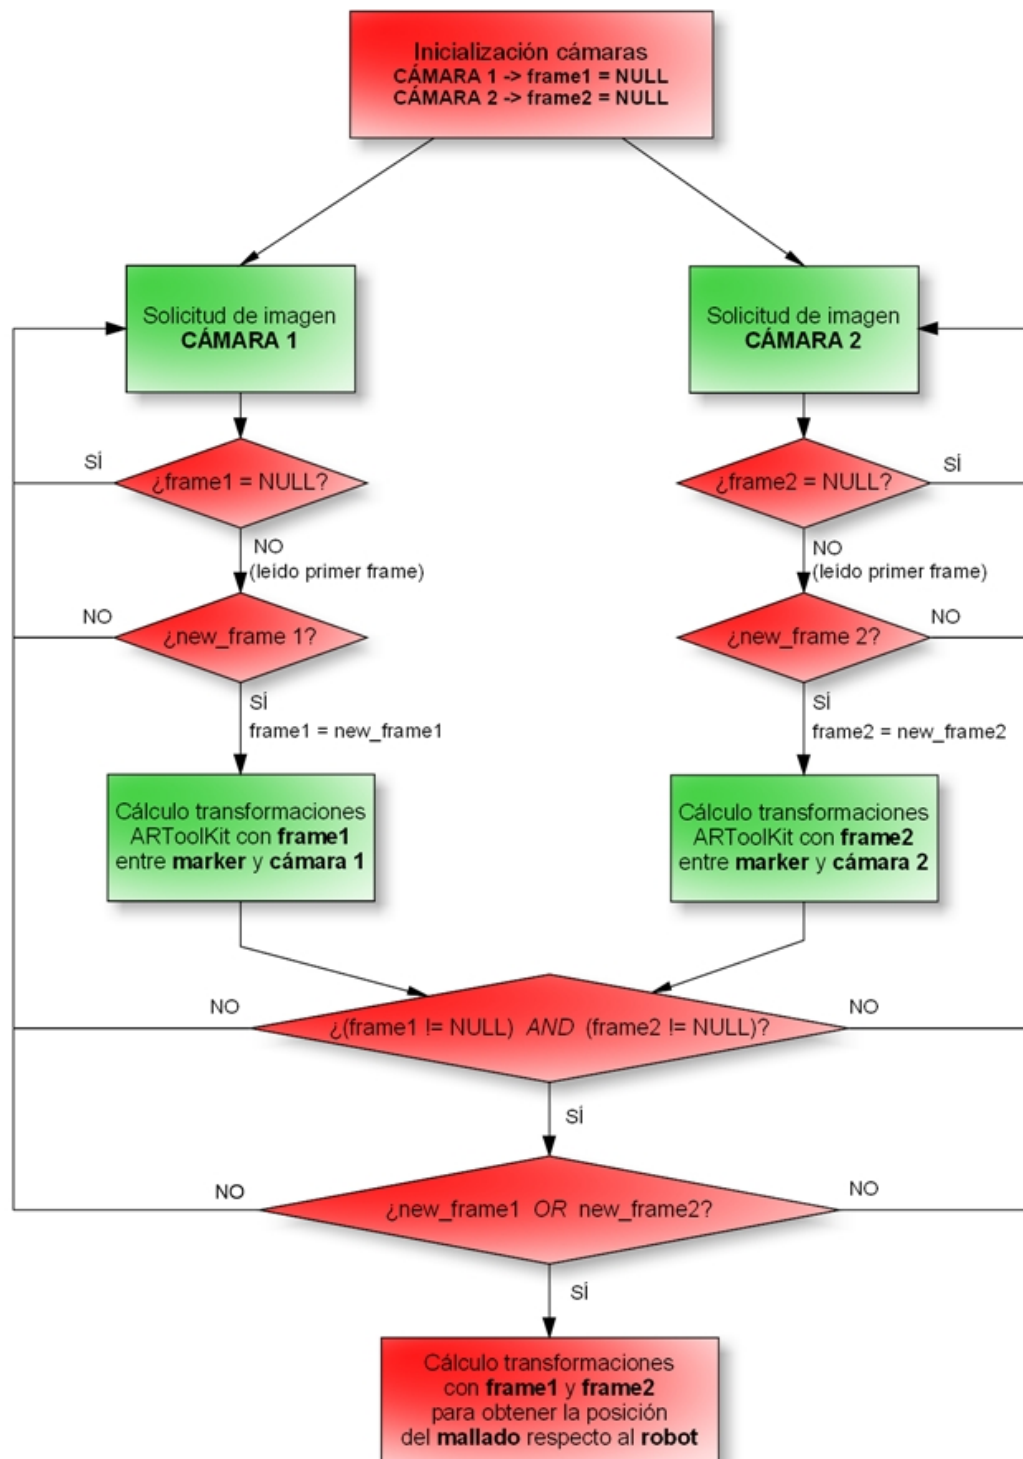 Inicialización cámaras
CÁMARA 1 -> frame1 = NULL
CÁMARA 2 -> frame2 = NULL
Solicitud de imagen
CÁMARA 1
Solicitud de imagen
CÁMARA 2
SÍ
¿frame1 = NULL?
¿frame2 = NULL?
SÍ
NO
(leido primer frame)
NO
(leido primer frame)
NO
¿new_frame 1?
¿new_frame 2?
NO
SÍ
frame1 = new_frame1
SÍ
frame2 = new_frame2
Cálculo transformaciones
ARToolKit con frame1
entre marker y cámara 1
Cálculo transformaciones
ARToolKit con frame2
entre marker y cámara 2
NO
¿(frame1 != NULL) AND (frame2 != NULL)?
NO
SÍ
NO
¿new_frame1 OR new_frame2?
NO
SÍ
Cálculo transformaciones
con frame1 y frame2
para obtener la posición
del mallado respecto al robot